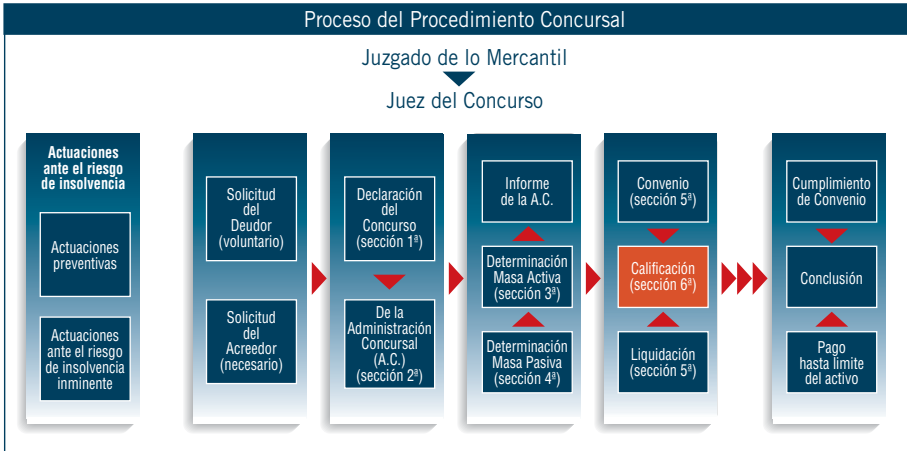 Proceso del Procedimiento Concursal
Juzgado de lo Mercantil
Juez del Concurso
Actuaciones
ante el riesgo
de insolvencia
Actuaciones
preventivas
Actuaciones
ante el riesgo
de insolvencia
inminente
Solicitud
del
Deudor
(voluntario)
Solicitud
del
Acreedor
(necesario)
Declaración
del
Concurso
(sección 1ª)
De la
Administración
Concursal
(A.C.)
(sección 2ª)
Informe
de la A.C.
Determinación
Masa Activa
(sección 3ª)
Determinación
Masa Pasiva
(sección 4ª)
Convenio
(sección 5ª)
Calificación
(sección 6ª)
Liquidación
(sección 5ª)
Cumplimiento
de Convenio
Conclusión
Pago
hasta limite
del activo